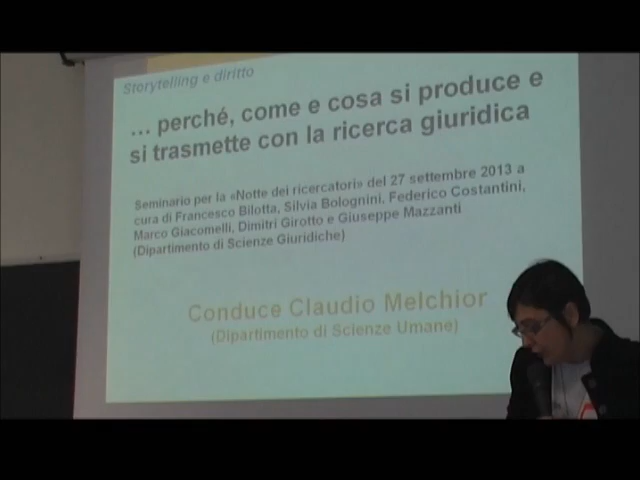 Storytelling e diritto
... perché, come e cosa si produce e
si trasmette con la ricerca giuridica
Seminario per la «Notte dei ricercatori» del 27 settembre 2013 a
cura di Francesco Bilotta, Silvia Bolognini, Federico Costantini,
Marco Giacomelli, Dimitri Girotto e Giuseppe Mazzanti
(Dipartimento di Scienze Giuridiche)
Conduce Claudio Melchior
(Dipartimento di Scienze Umane)